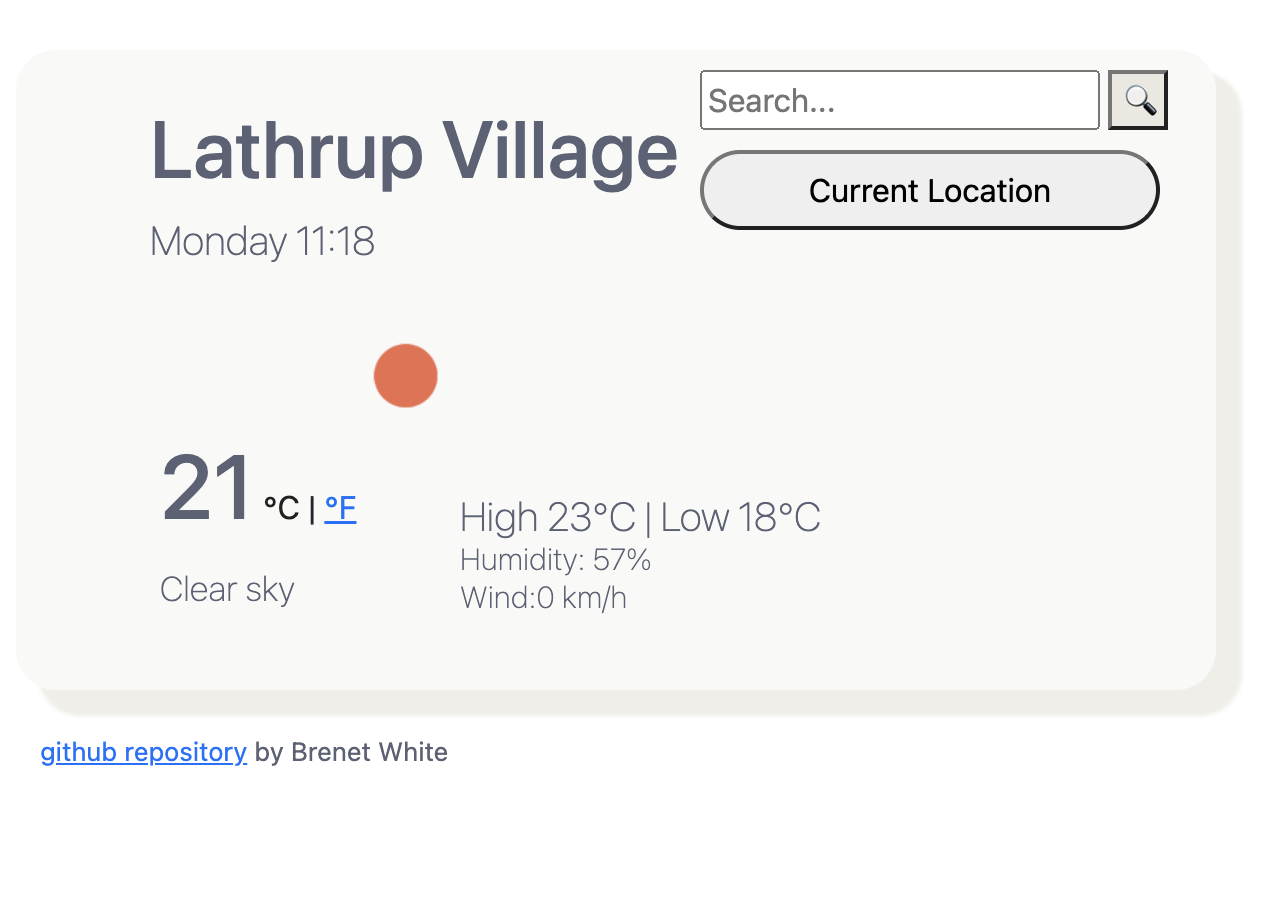 Search...
Lathrup Village
Current Location
Monday 11:18
21 °C | °F
High 23°C | Low 18°C
Humidity: 57%
Clear sky
Wind:0 km/h
github repository by Brenet White